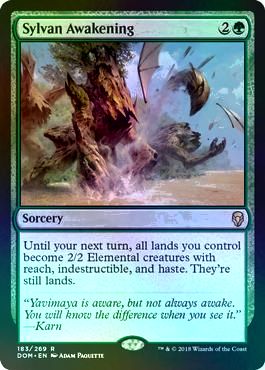 Sylvan Awakening 2
Sorcery
Until your next turn, all lands you control
become 2/2 Elemental creatures with
reach, indestructible, and haste. They're
still lands.
"Yavimaya is aware, but not always awake.
You will know the difference when you see it."
—Karn
183/269 R
DOM • EN Adam Paquette
™ & © 2018 Wizards of the Coast